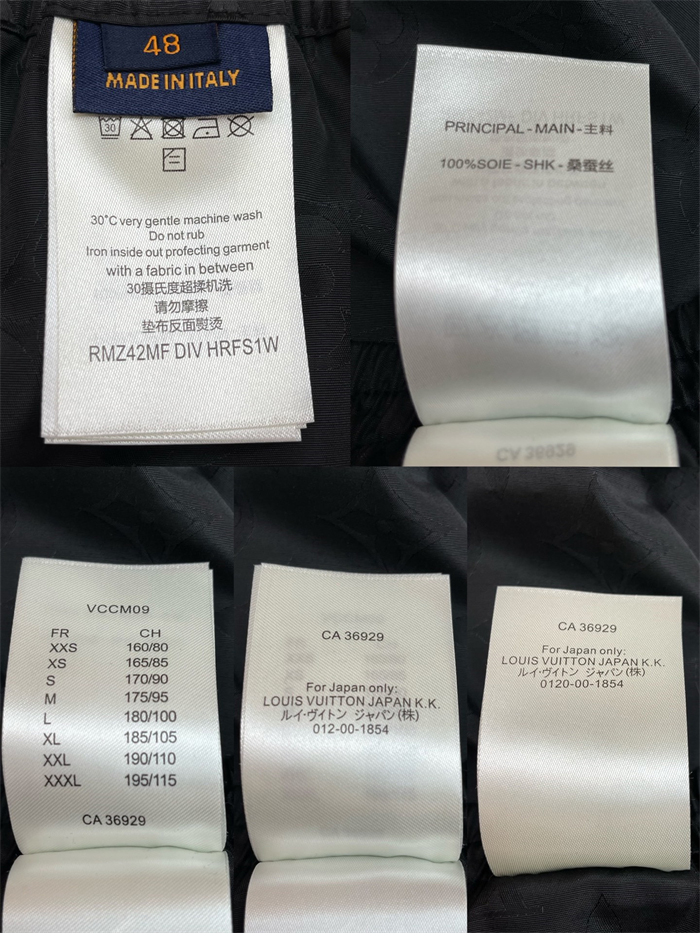 48
MADE IN ITALY
30
30°C very gentle machine wash
Do not rub
Iron inside out profecting garment
with a fabric in between
30摄氏度超揉机洗
请勿摩擦
垫布反面熨烫
RMZ42MF DIV HRFS1W
PRINCIPAL - MAIN - 主料
100%SOIE - SHK - 桑蚕丝
CA 36929
VCCM09
FR CH
XXS 160/80
XS 165/85
S 170/90
M 175/95
L 180/100
XL 185/105
XXL 190/110
XXXL 195/115
CA 36929
CA 36929
For Japan only:
LOUIS VUITTON JAPAN K.K.
ルイ・ヴィトン ジャパン(株)
012-00-1854
CA 36929
For Japan only:
LOUIS VUITTON JAPAN K.K.
ルイ・ヴィトン ジャパン(株)
0120-00-1854